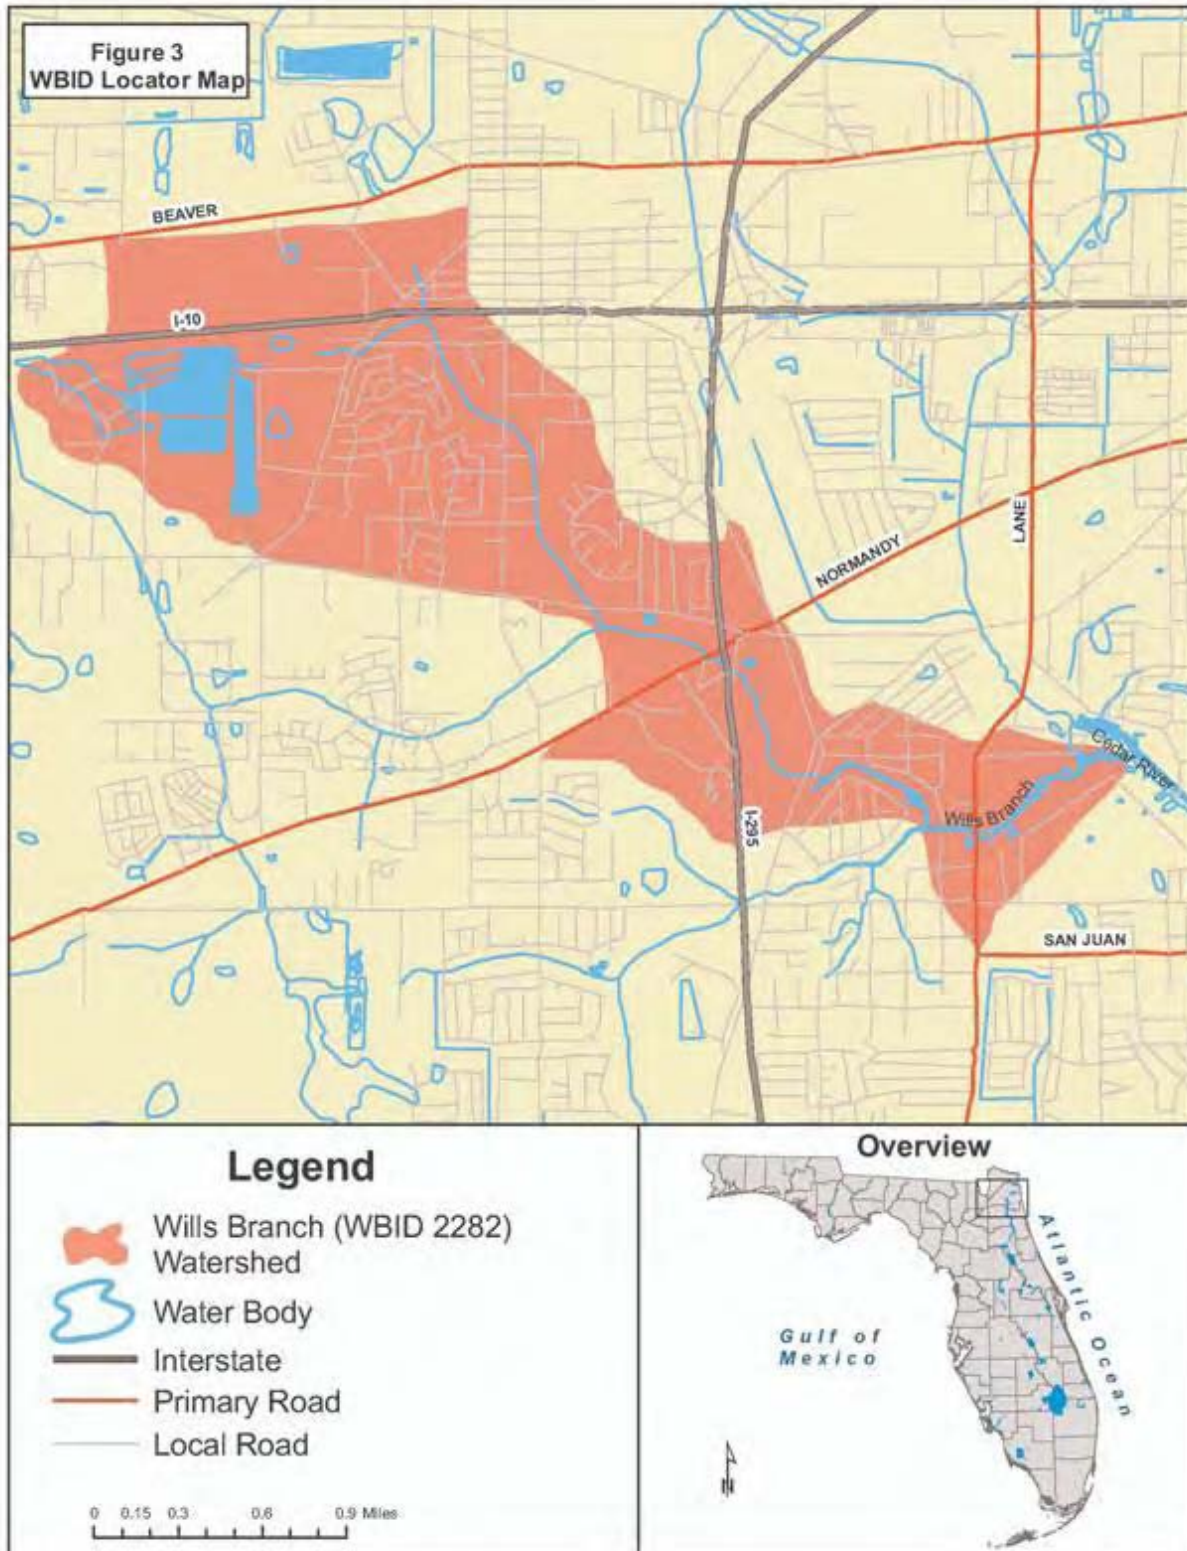 Figure 3
WBID Locator Map
BEAVER
I-10
NORMANDY
LANE
Cedar River
Wills Branch
I-295
SAN JUAN
Legend
Wills Branch (WBID 2282)
Watershed
Water Body
Interstate
Primary Road
Local Road
0 0.15 0.3 0.6 0.9 Miles
Overview
Atlantic Ocean
Gulf of
Mexico
N